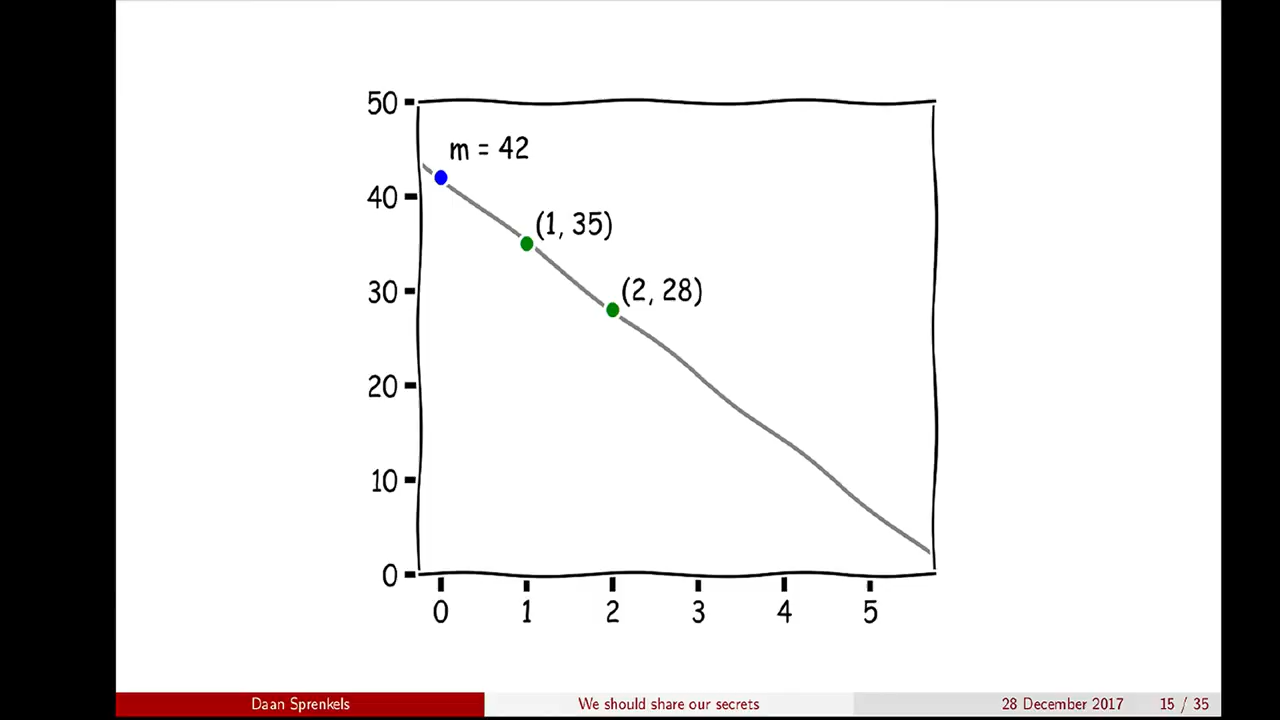 50
m = 42
40
(1, 35)
30
(2, 28)
20
10
0
0 1 2 3 4 5
Daan Sprenkels We should share our secrets 28 December 2017 15 / 35